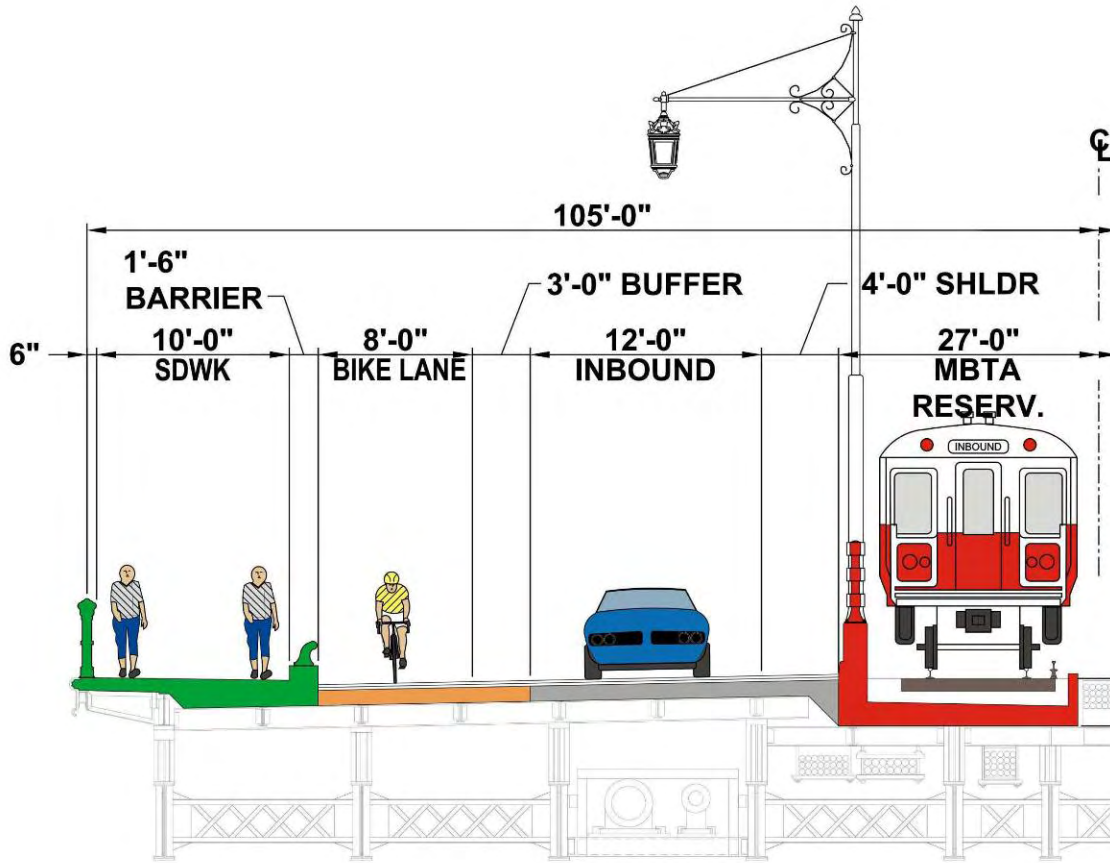 ℄
105'-0"
1'-6"
BARRIER
3'-0" BUFFER
4'-0" SHLDR
6"
10'-0"
SDWK
8'-0"
BIKE LANE
12'-0"
INBOUND
27'-0"
MBTA
RESERV.
INBOUND